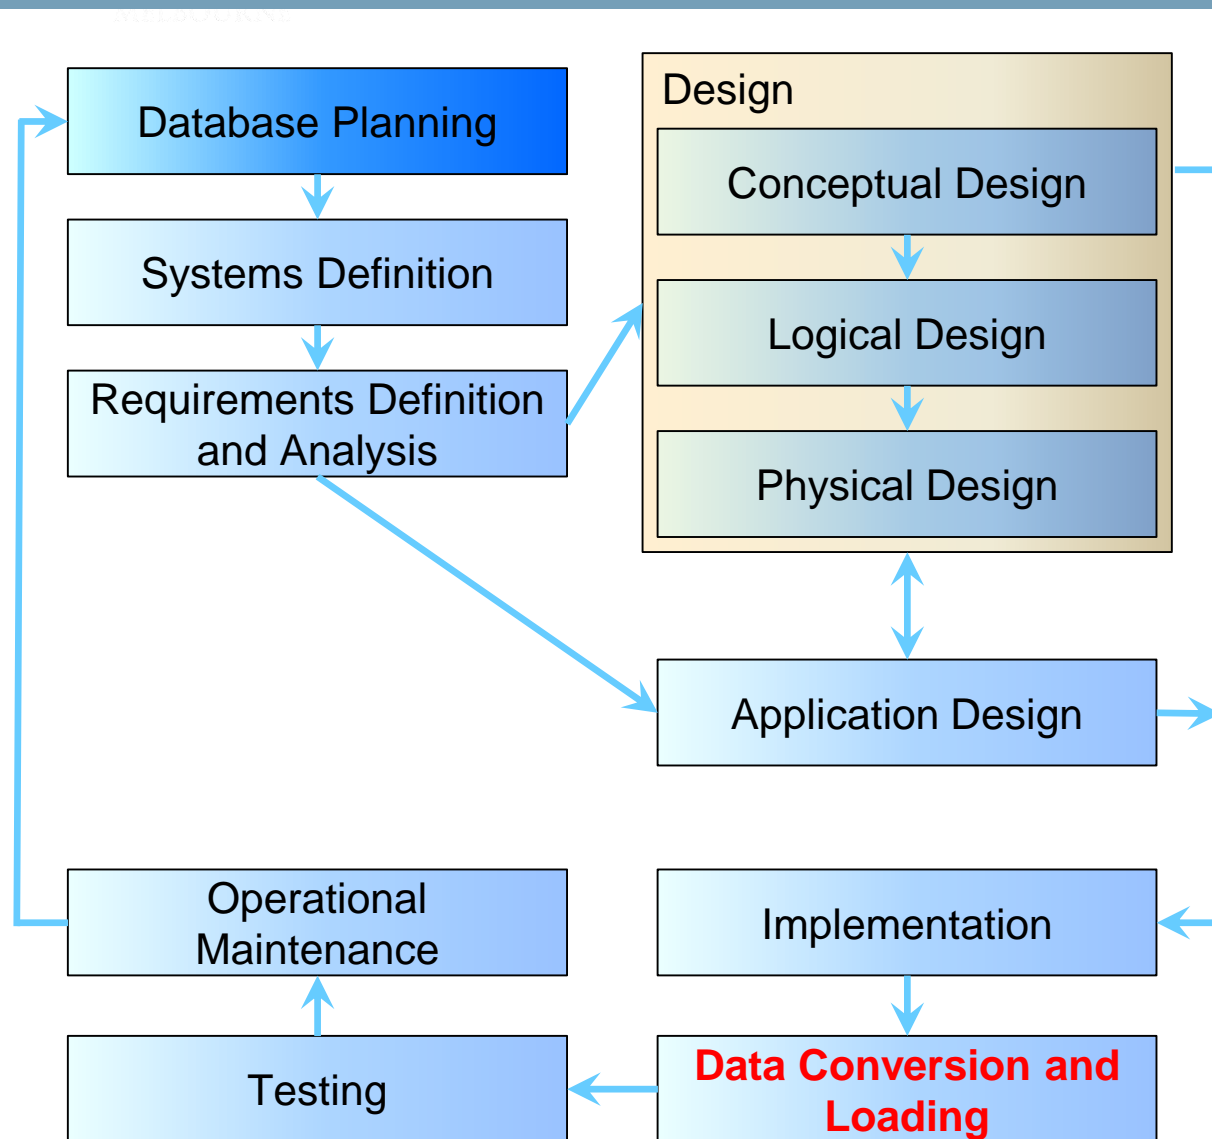 Database Planning
Systems Definition
Requirements Definition
and Analysis
Design
Conceptual Design
Logical Design
Physical Design
Application Design
Operational
Maintenance
Implementation
Testing
Data Conversion and
Loading